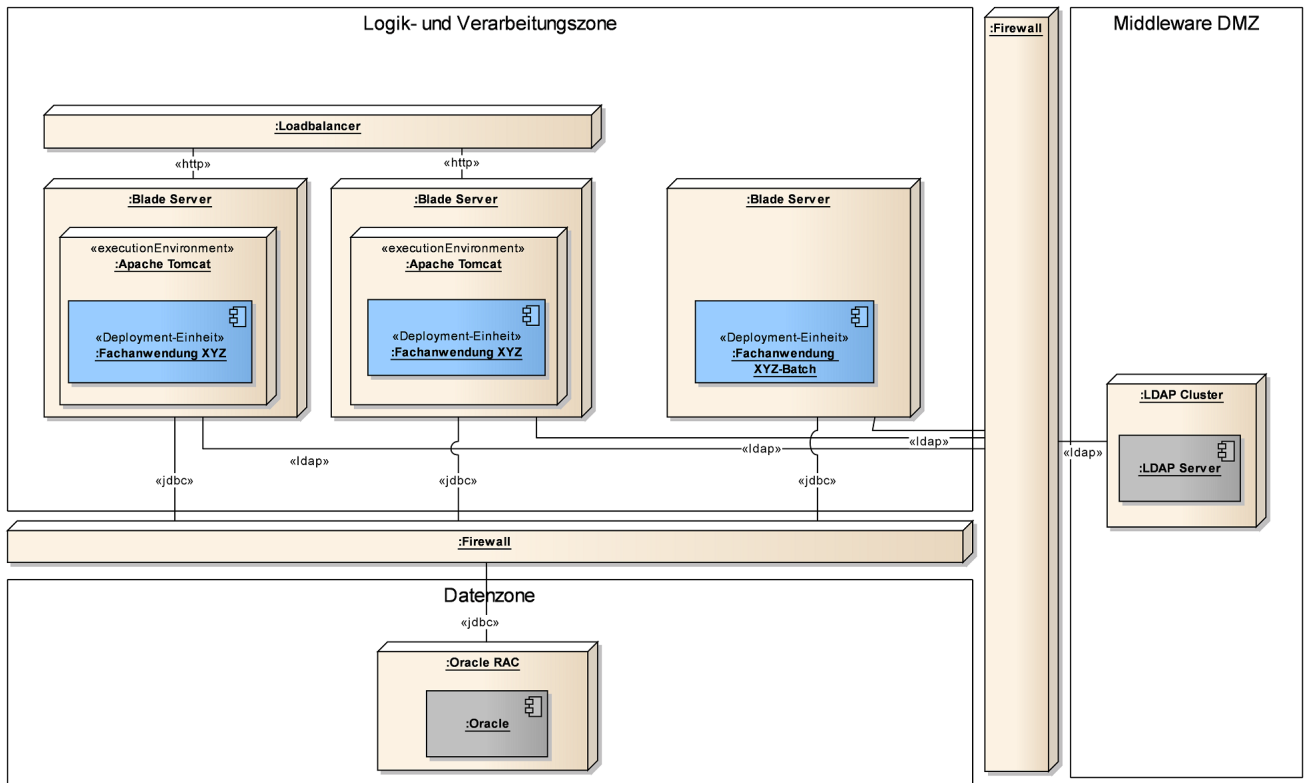 Logik- und Verarbeitungszone
:Firewall
Middleware DMZ
:Loadbalancer
«http»
«http»
:Blade Server
:Blade Server
:Blade Server
«executionEnvironment»
:Apache Tomcat
«executionEnvironment»
:Apache Tomcat
«Deployment-Einheit»
:Fachanwendung XYZ
«Deployment-Einheit»
:Fachanwendung XYZ
«Deployment-Einheit»
:Fachanwendung
XYZ-Batch
:LDAP Cluster
:LDAP Server
«ldap»
«ldap»
«ldap»
«ldap»
«jdbc»
«jdbc»
«jdbc»
:Firewall
Datenzone
«jdbc»
:Oracle RAC
:Oracle